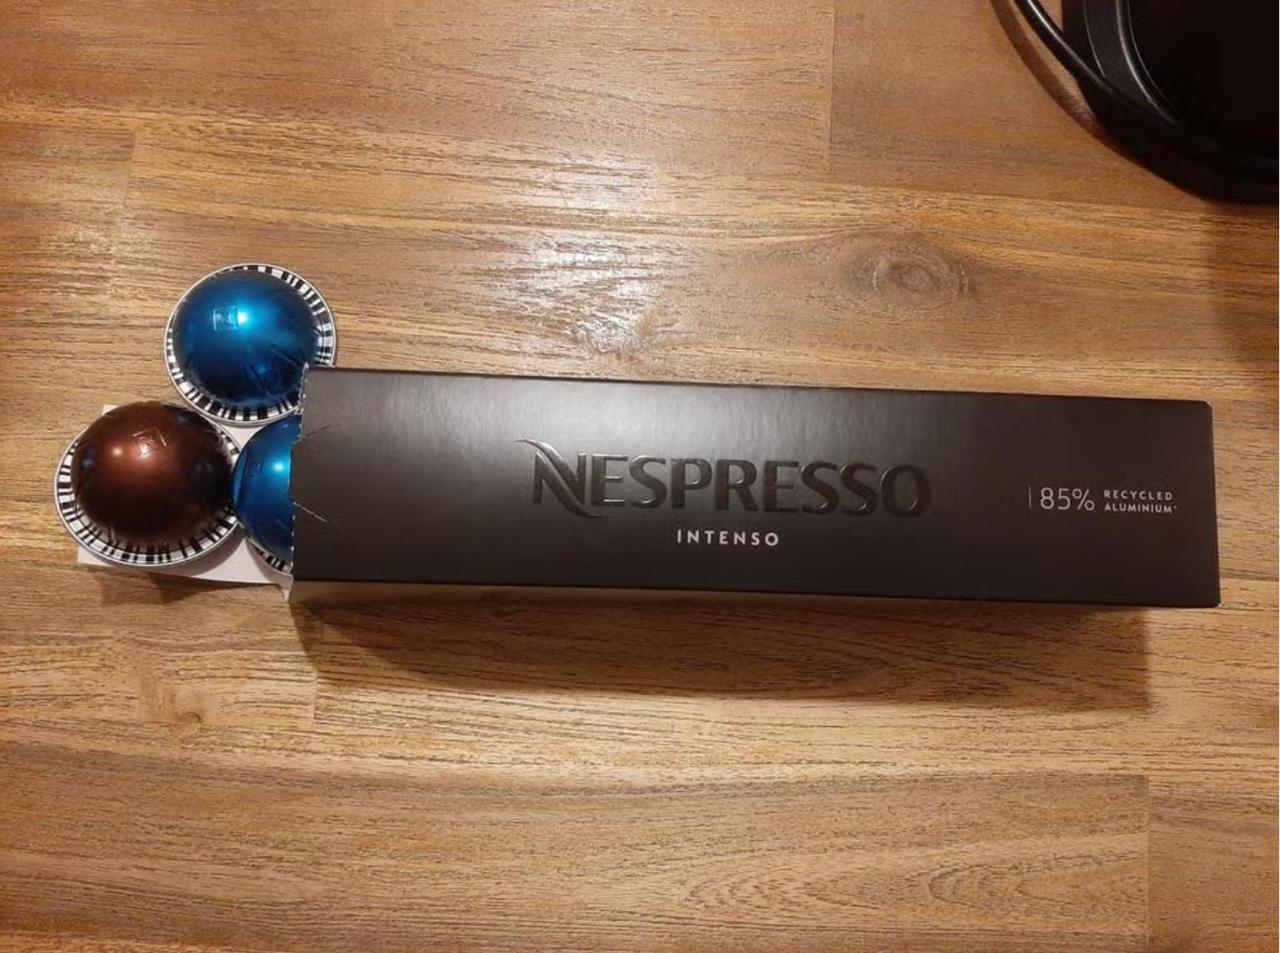 NESPRESSO
INTENSO
85% RECYCLED
ALUMINIUM*